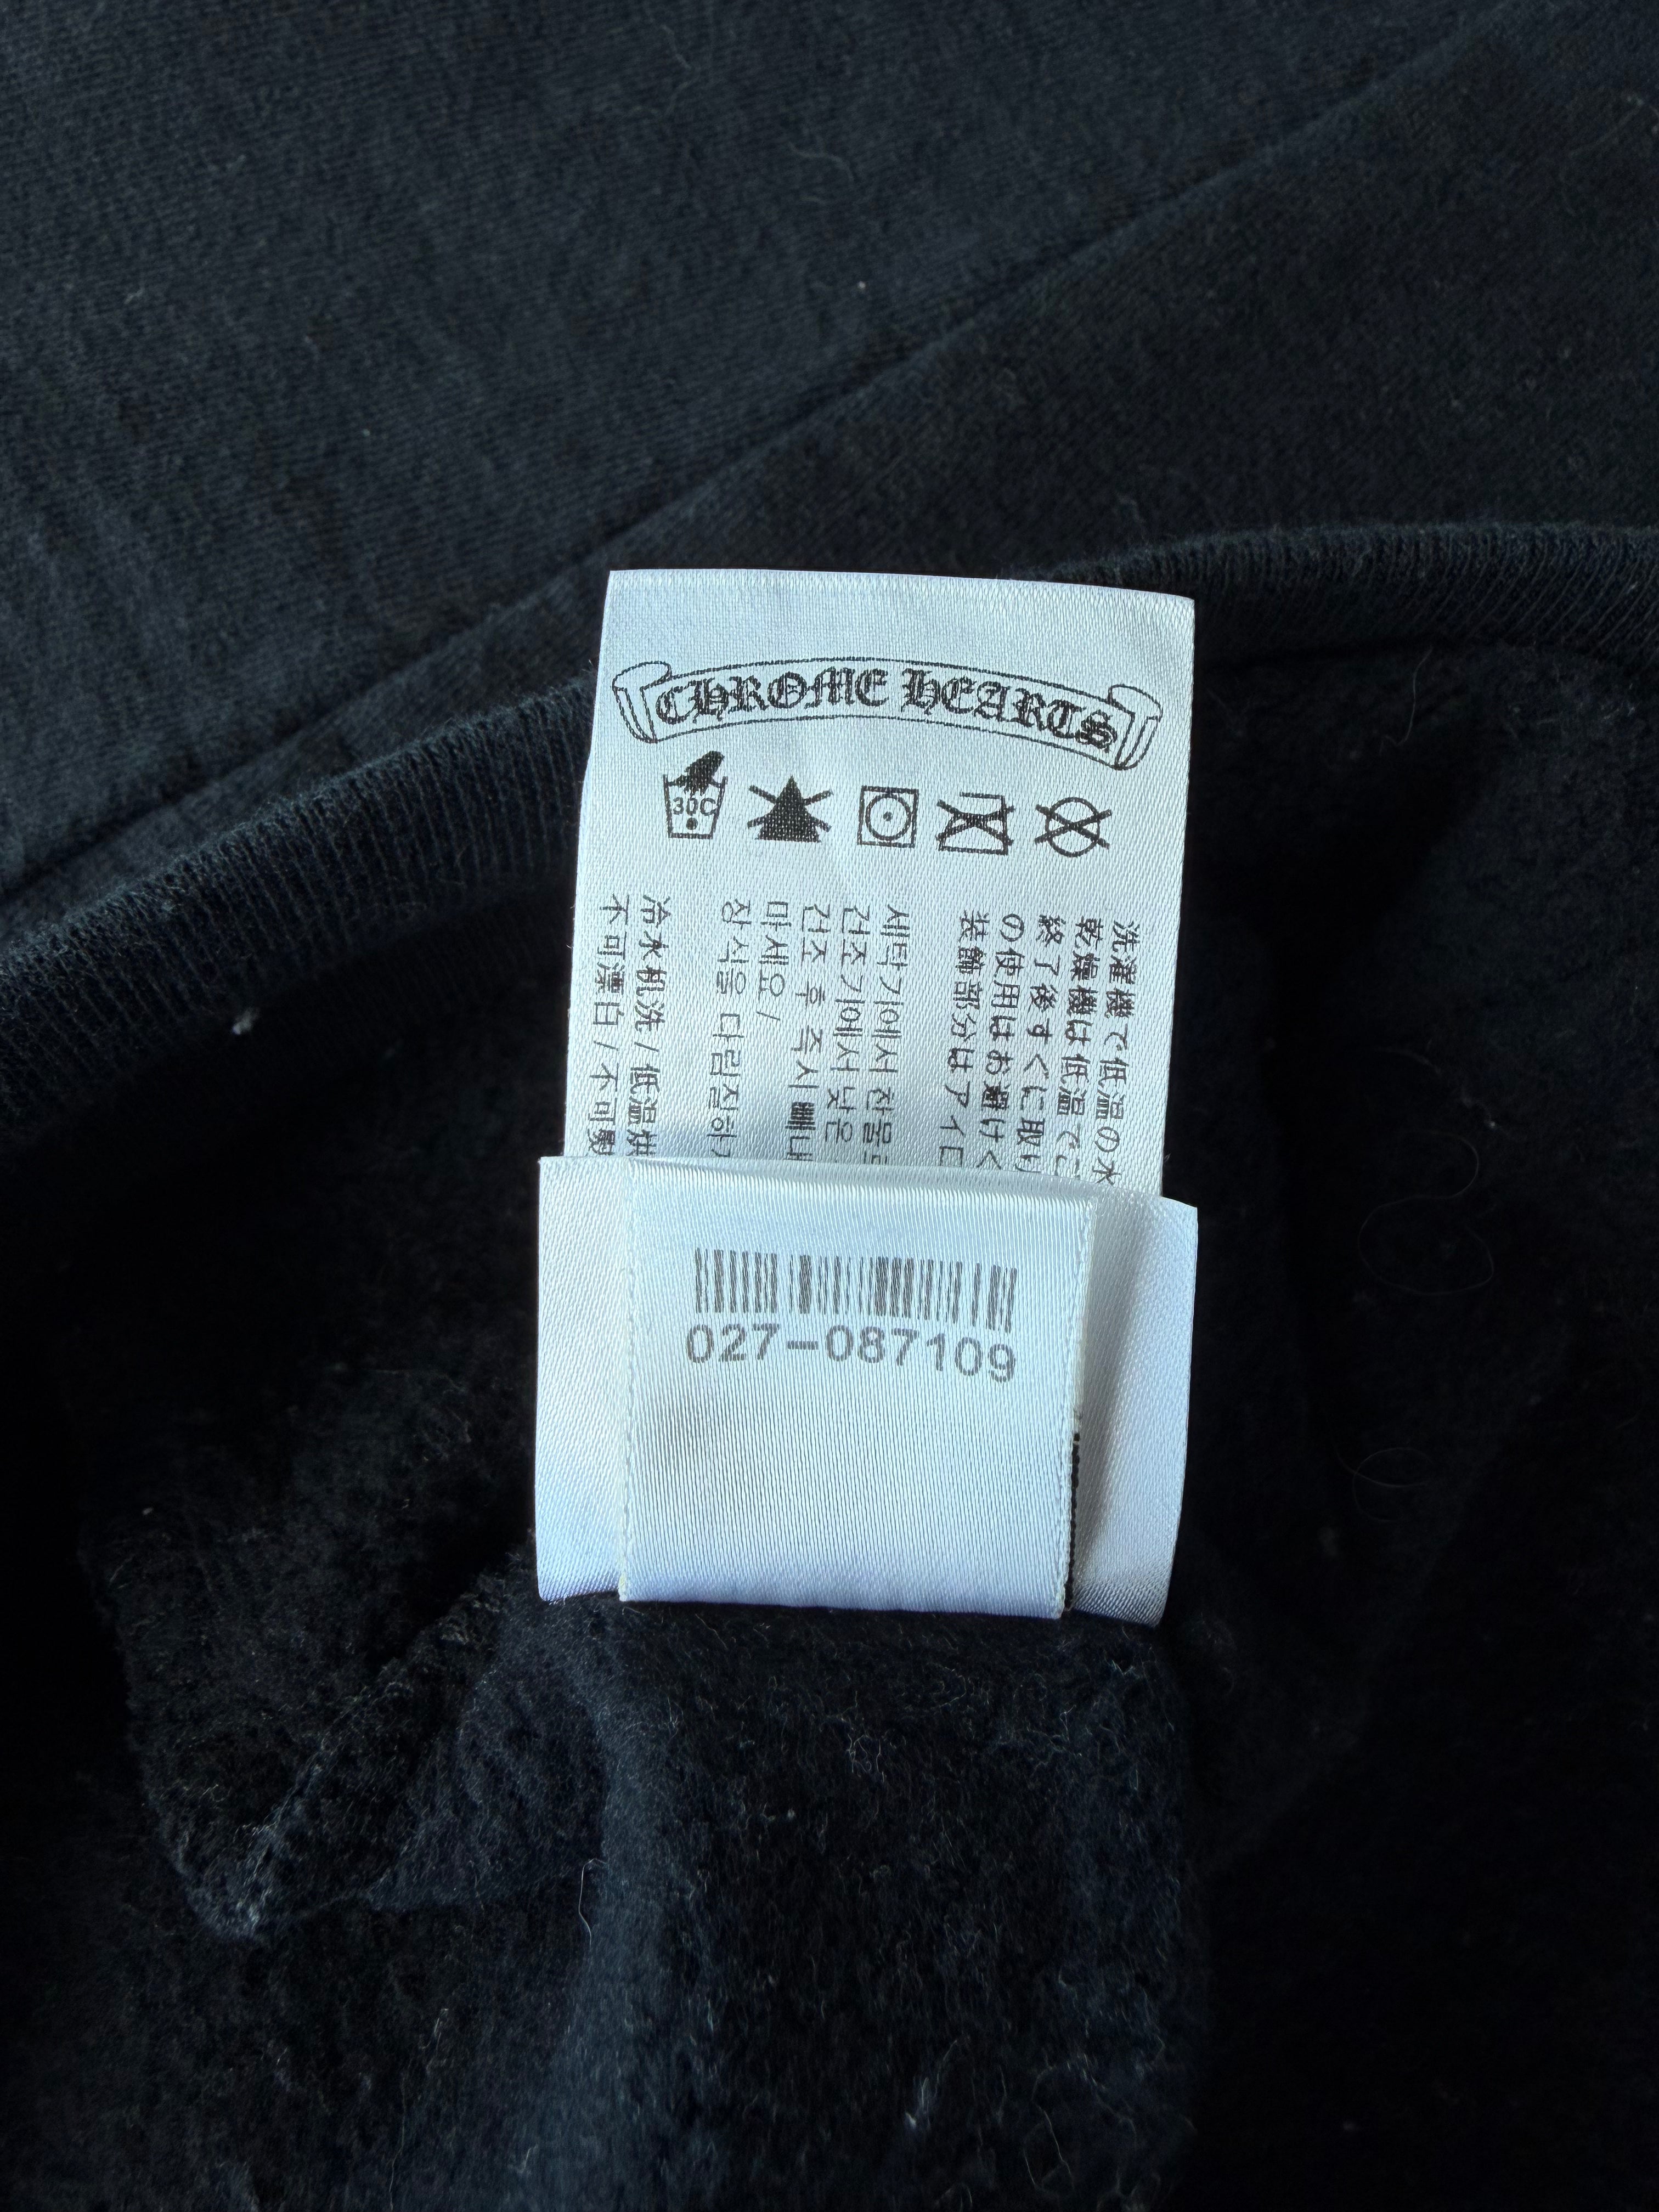 CHROME HEARTS
30C
洗濯機で低温の水
乾燥機は低温でご
終了後すぐに取り
の使用はお避けく
装飾部分はアイロ
세탁기에서 찬물
건조기에서 낮은
건조 후 즉시 빼내
마세요 /
장식을 다림질하
冷水机洗 / 低温烘
不可漂白 / 不可
027-087109